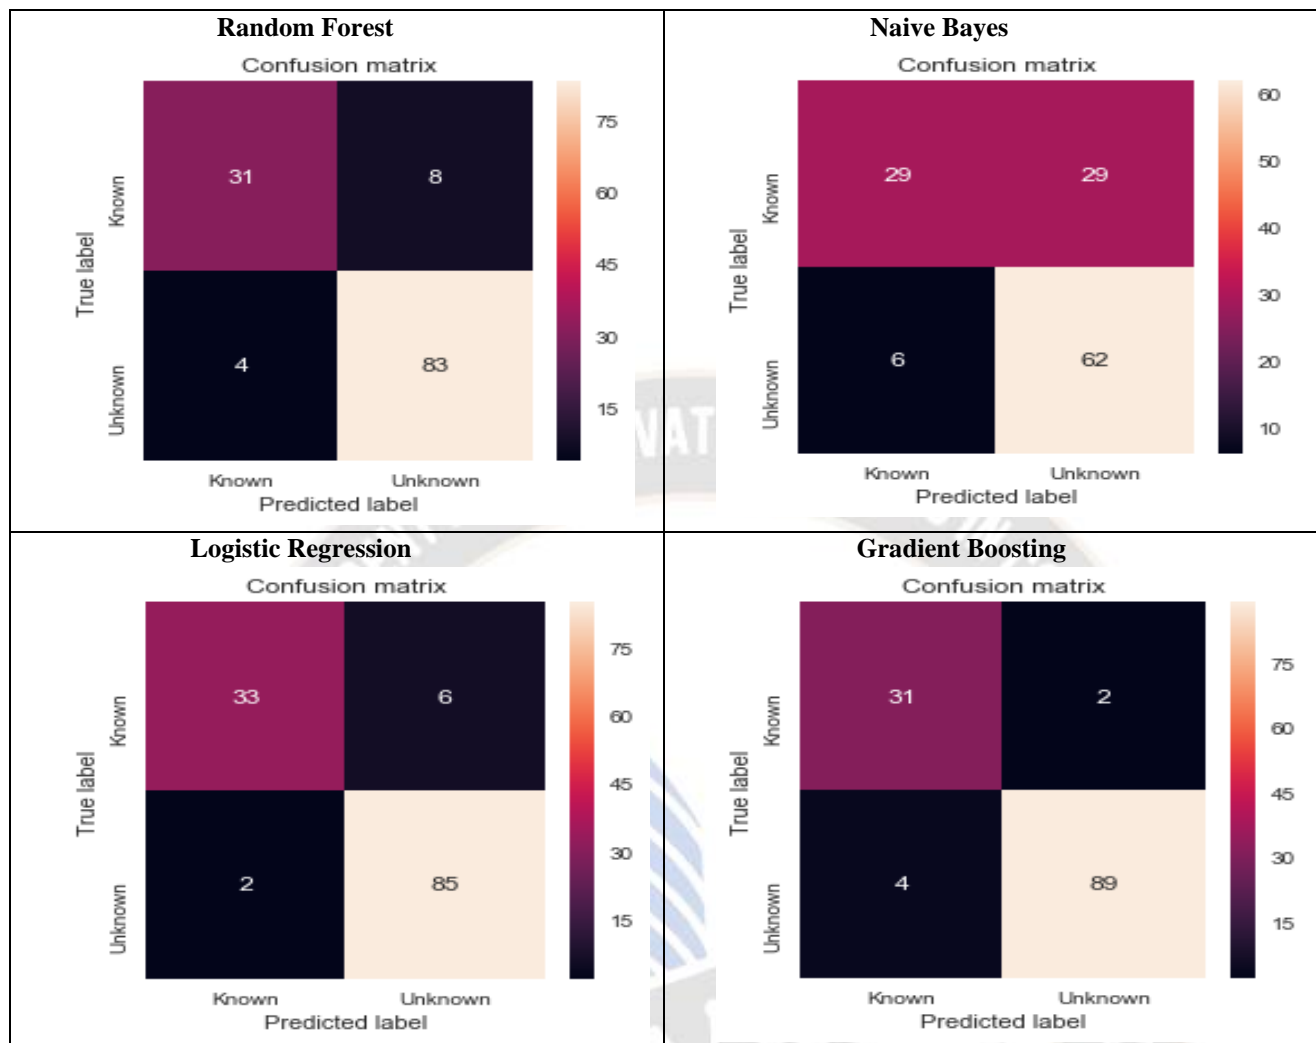 Random Forest
Confusion matrix
True label
Known
Unknown
31
8
4
83
Known
Unknown
Predicted label
75
60
45
30
15
Naive Bayes
Confusion matrix
True label
Known
Unknown
29
29
6
62
Known
Unknown
Predicted label
60
50
40
30
20
10
NAT
Logistic Regression
Confusion matrix
True label
Known
Unknown
33
6
2
85
Known
Unknown
Predicted label
75
60
45
30
15
Gradient Boosting
Confusion matrix
True label
Known
Unknown
31
2
4
89
Known
Unknown
Predicted label
75
60
45
30
15